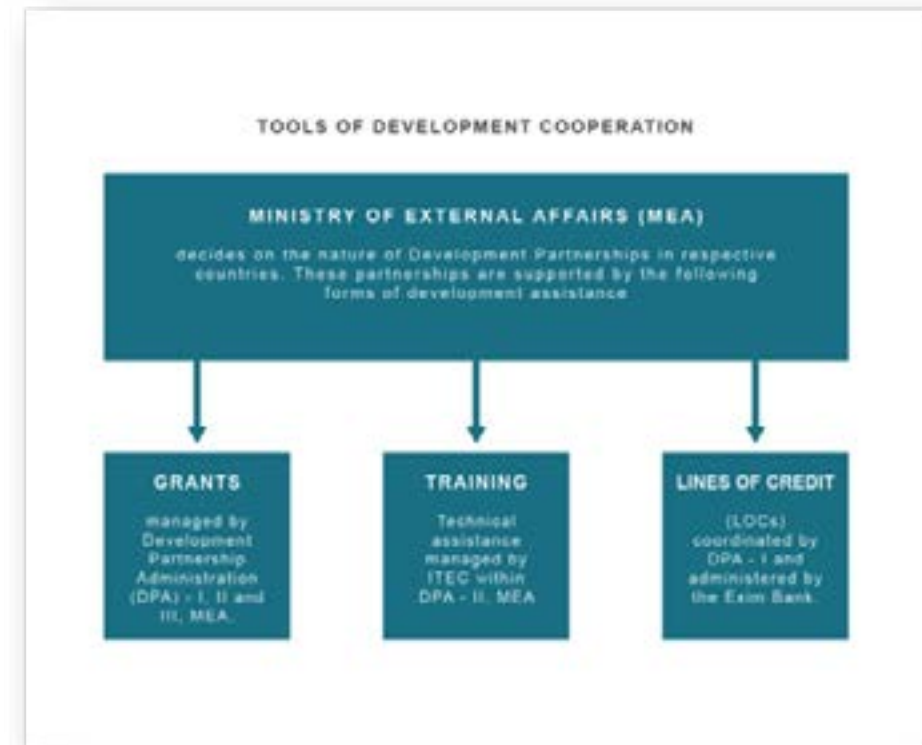 TOOLS OF DEVELOPMENT COOPERATION
MINISTRY OF EXTERNAL AFFAIRS (MEA)
decides on the nature of Development Partnerships in respective
countries. These partnerships are supported by the following
forms of development assistance
GRANTS
managed by
Development
Partnership
Administration
(DPA) - I, II and
III, MEA.
TRAINING
Technical
assistance
managed by
ITEC within
DPA - II, MEA
LINES OF CREDIT
(LOCs)
coordinated by
DPA - I and
administered by
the Exim Bank.